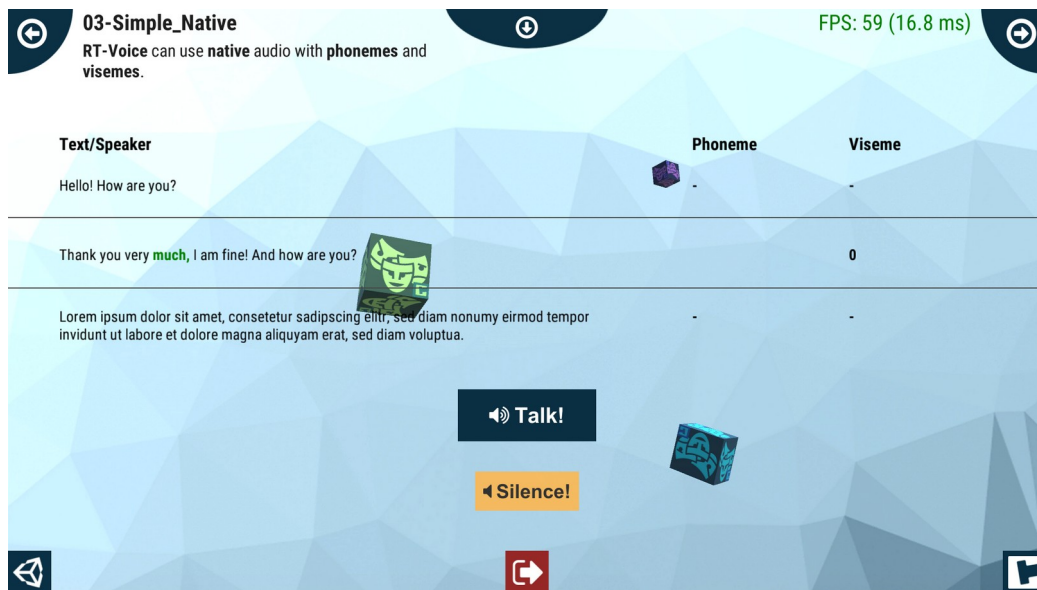 03-Simple_Native
FPS: 59 (16.8 ms)
RT-Voice can use native audio with phonemes and
visemes.
Text/Speaker Phoneme Viseme
Hello! How are you? - -
Thank you very much, I am fine! And how are you? 0
Lorem ipsum dolor sit amet, consetetur sadipscing elitr, sed diam nonumy eirmod tempor - -
invidunt ut labore et dolore magna aliquyam erat, sed diam voluptua.
Talk!
Silence!